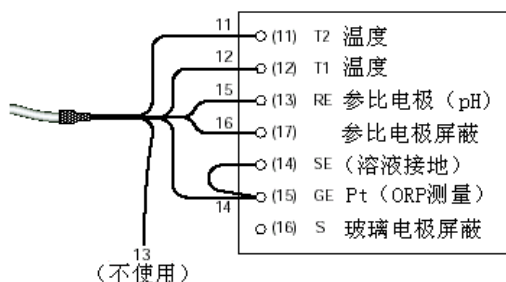 11 (11) T2 温度
12 (12) T1 温度
15 (13) RE 参比电极（pH）
16 (17) 参比电极屏蔽
(14) SE （溶液接地）
14 (15) GE Pt（ORP测量）
(16) S 玻璃电极屏蔽
13
（不使用）